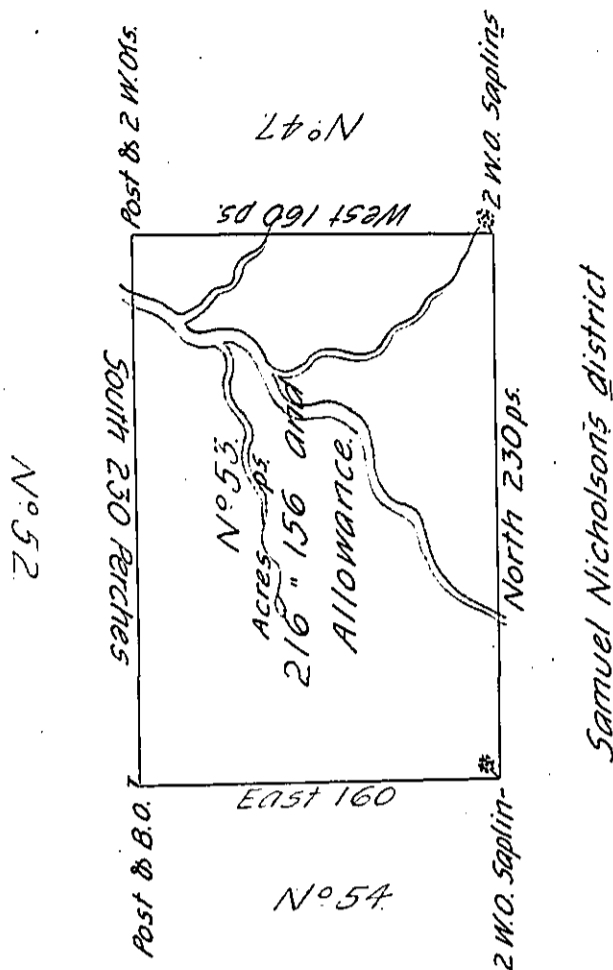 Post & 2 W.Os.
Nº 47
West 160 ps.
2 W.O. Saplins
South 230 Perches
Nº 52
Nº 53.
Acres ps.
216 " 156 and
Allowance.
North 230 ps.
Samuel Nicholson's district
Post & B.O.
East 160
Nº 54
2 W.O. Saplin-